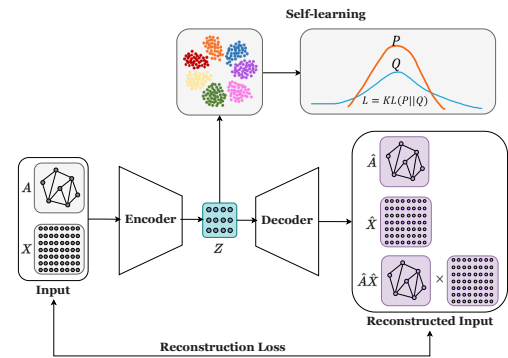 Self-learning
P
Q
L = KL(P||Q)
A
X
Input
Encoder
Z
Decoder
Â
X̂
ÂX̂
×
Reconstructed Input
Reconstruction Loss